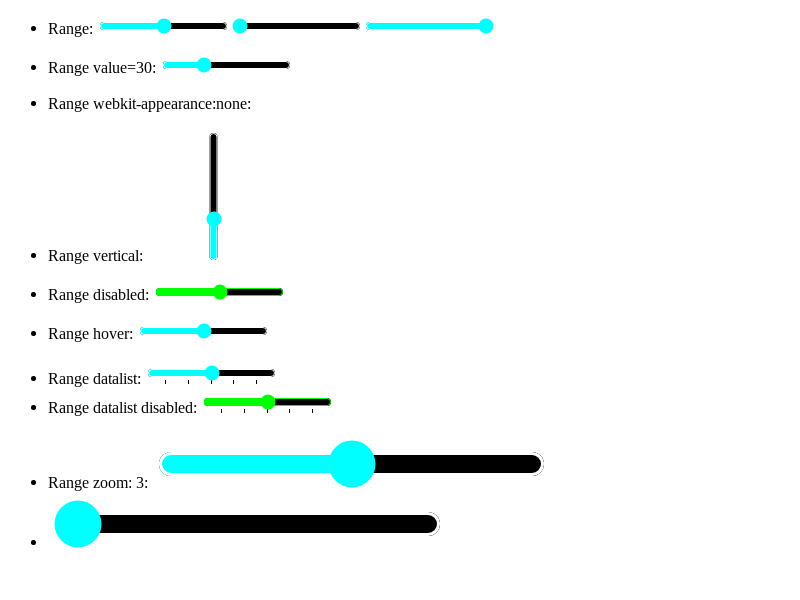 Range:
Range value=30:
Range webkit-appearance:none:
Range vertical:
Range disabled:
Range hover:
Range datalist:
Range datalist disabled:
Range zoom: 3: